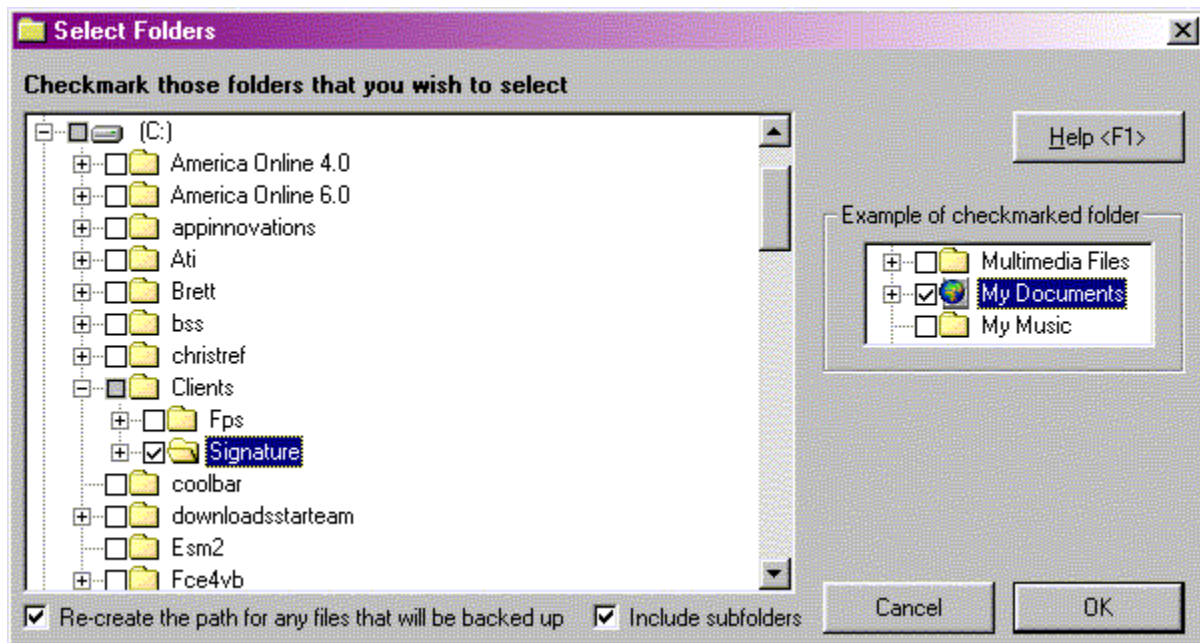 Select Folders
Checkmark those folders that you wish to select
(C:)
America Online 4.0
America Online 6.0
appinnovations
Ati
Brett
bss
christref
Clients
Fps
Signature
coolbar
downloadsstarteam
Esm2
Fce4vb
Re-create the path for any files that will be backed up
Include subfolders
Help <F1>
Example of checkmarked folder
Multimedia Files
My Documents
My Music
Cancel
OK